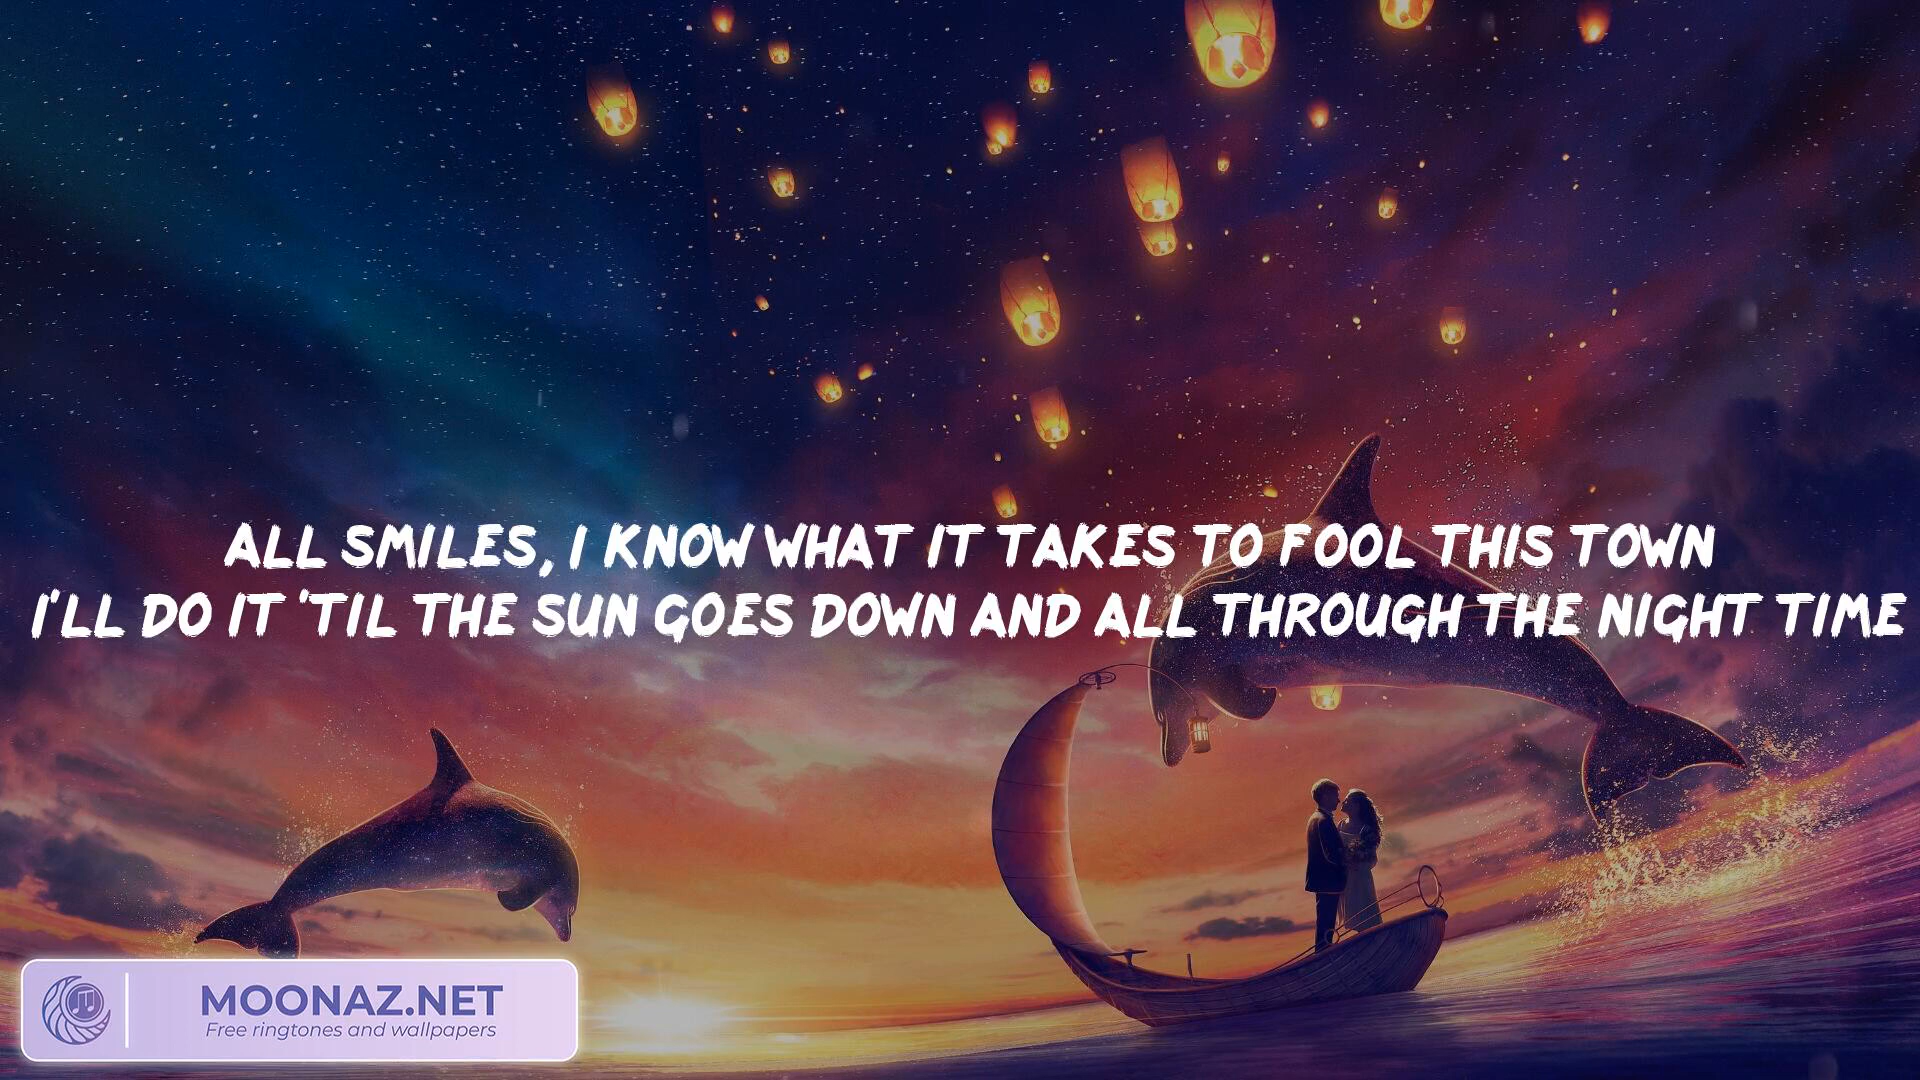 ALL SMILES, I KNOW WHAT IT TAKES TO FOOL THIS TOWN
I'LL DO IT 'TIL THE SUN GOES DOWN AND ALL THROUGH THE NIGHT TIME
MOONAZ.NET
Free ringtones and wallpapers